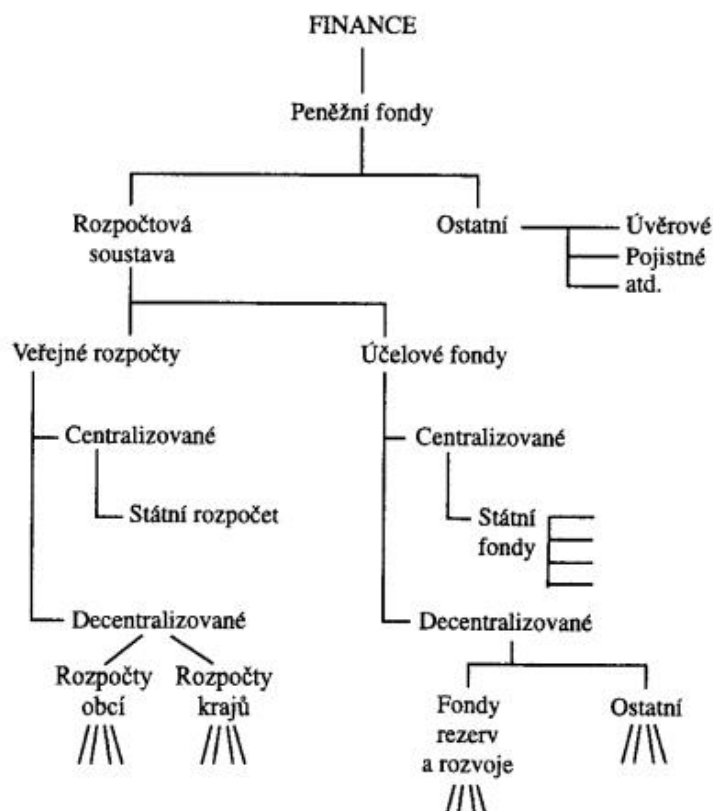 FINANCE
Peněžní fondy
Rozpočtová
soustava
Ostatní
Úvěrové
Pojistné
atd.
Veřejné rozpočty
Účelové fondy
Centralizované
Centralizované
Státní rozpočet
Státní
fondy
Decentralizované
Decentralizované
Rozpočty
obcí
Rozpočty
krajů
Fondy
rezerv
a rozvoje
Ostatní